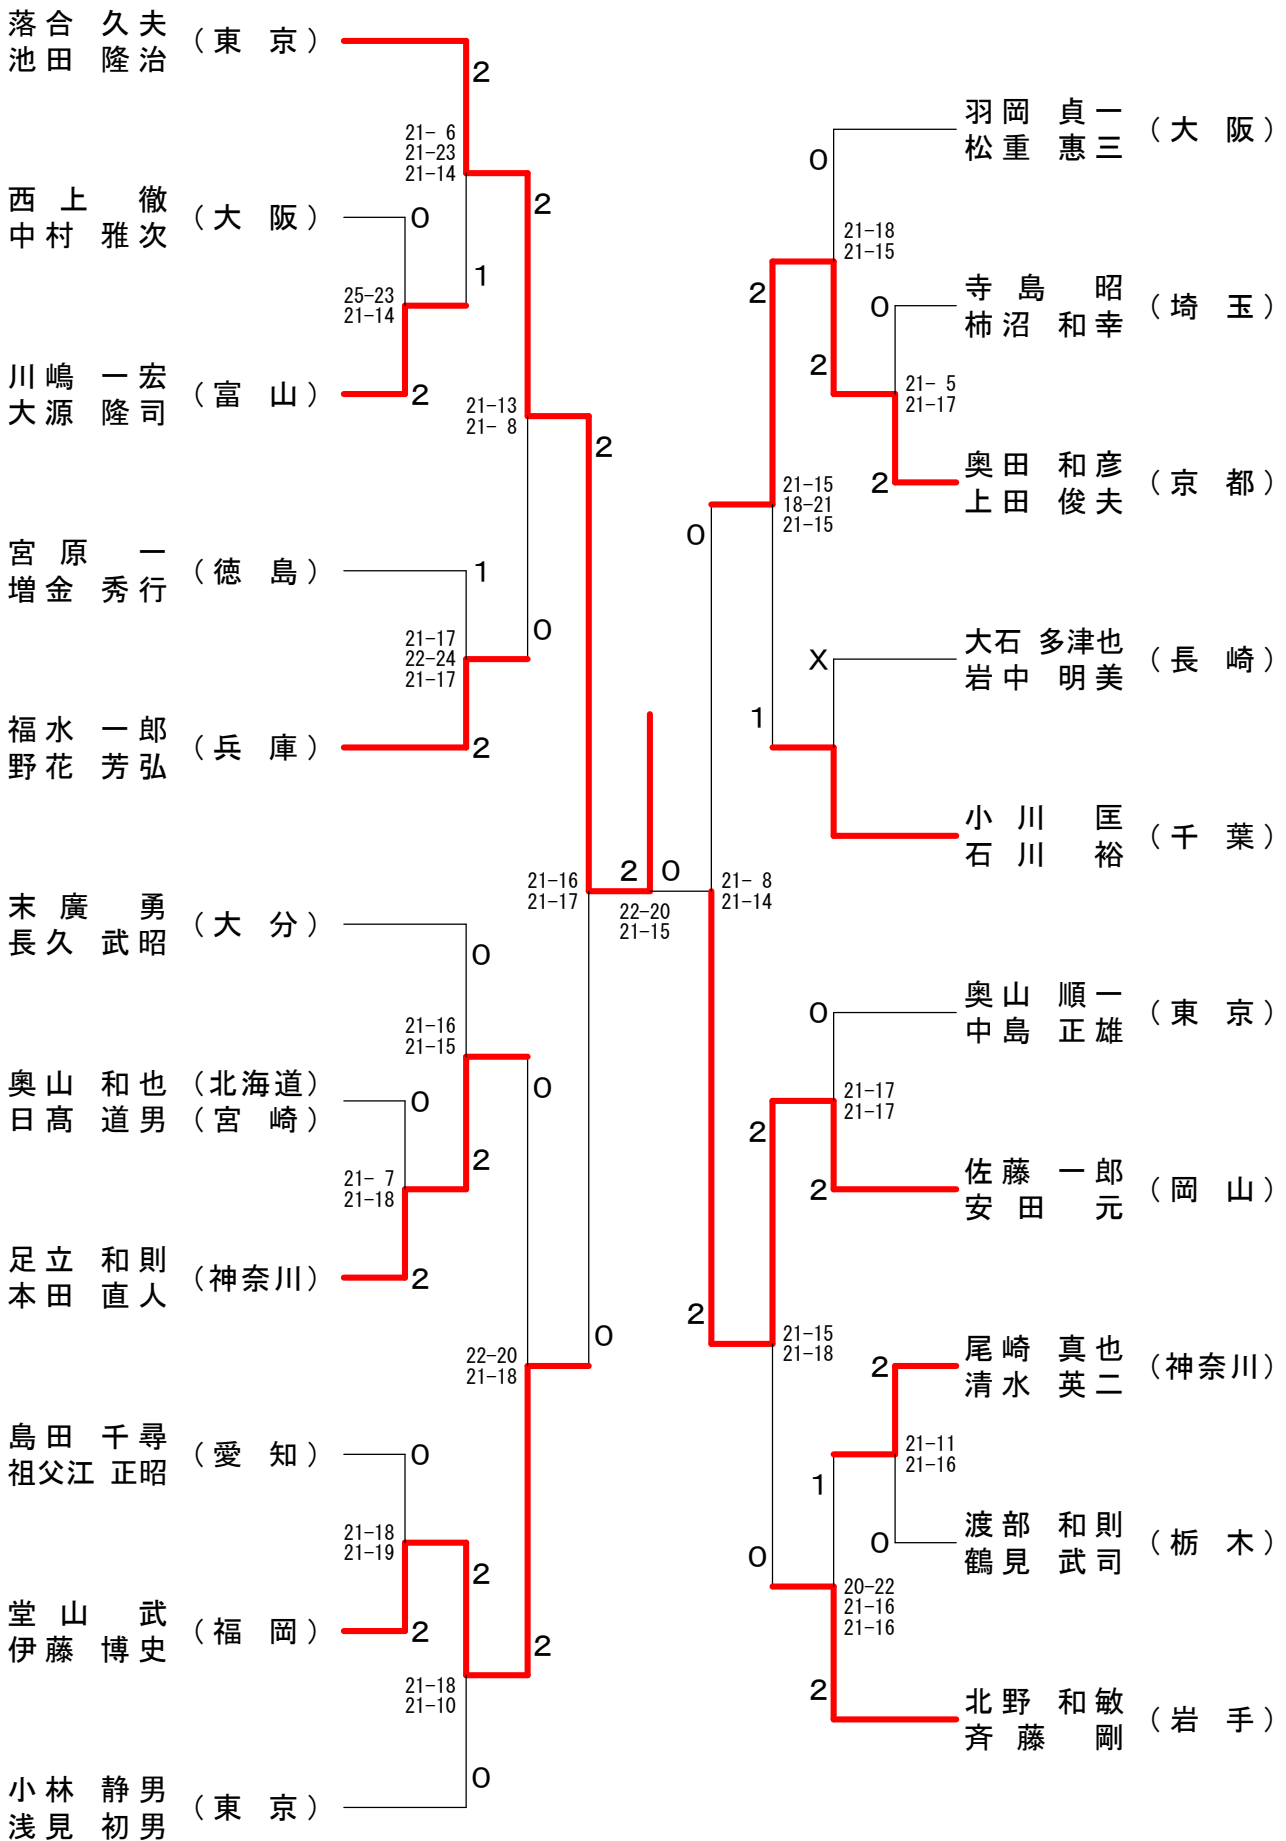 落合 久夫
池田 隆治
（東 京）
2
21- 6
21-23
21-14
2
西上 徹
中村 雅次
（大 阪）
0
1
25-23
21-14
川嶋 一宏
大源 隆司
（富 山）
2
21-13
21- 8
2
宮原 一
増金 秀行
（徳 島）
1
0
21-17
22-24
21-17
福水 一郎
野花 芳弘
（兵 庫）
2
末廣 勇
長久 武昭
（大 分）
0
21-16
21-17
2
0
22-20
21-15
21-16
21-15
奥山 和也（北海道）
日髙 道男（宮 崎）
0
0
2
21- 7
21-18
足立 和則
本田 直人
（神奈川）
2
0
22-20
21-18
島田 千尋
祖父江 正昭
（愛 知）
0
21-18
21-19
2
堂山 武
伊藤 博史
（福 岡）
2
2
21-18
21-10
小林 静男
浅見 初男
（東 京）
0
羽岡 貞一
松重 惠三
（大 阪）
0
21-18
21-15
2
寺島 昭
柿沼 和幸
（埼 玉）
0
2
21- 5
21-17
奥田 和彦
上田 俊夫
（京 都）
2
21-15
18-21
21-15
0
大石 多津也
岩中 明美
（長 崎）
X
1
小川 匡
石川 裕
（千 葉）
21- 8
21-14
奥山 順一
中島 正雄
（東 京）
0
21-17
21-17
2
佐藤 一郎
安田 元
（岡 山）
2
2
21-15
21-18
尾崎 真也
清水 英二
（神奈川）
2
21-11
21-16
1
渡部 和則
鶴見 武司
（栃 木）
0
0
20-22
21-16
21-16
北野 和敏
斉藤 剛
（岩 手）
2